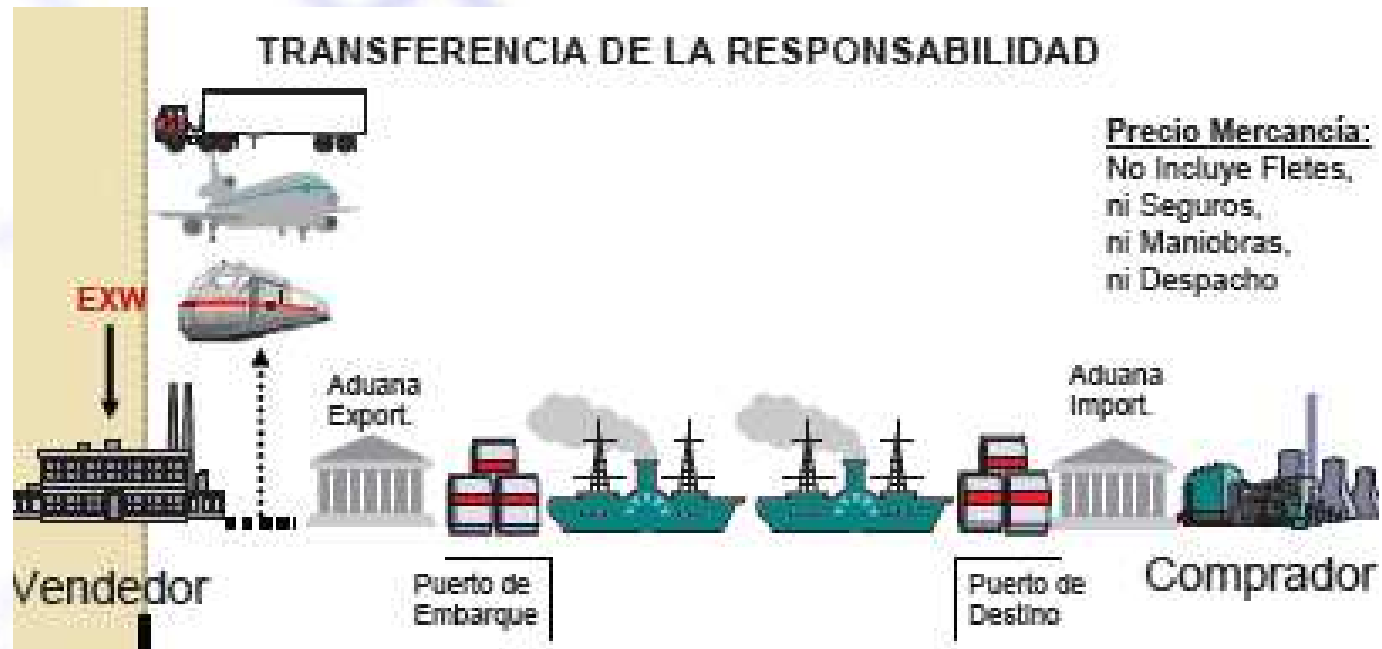 TRANSFERENCIA DE LA RESPONSABILIDAD
Precio Mercancía:
No Incluye Fletes,
ni Seguros,
ni Maniobras,
ni Despacho
EXW
Aduana
Export.
Aduana
Import.
Vendedor
Puerto de
Embarque
Puerto de
Destino
Comprador